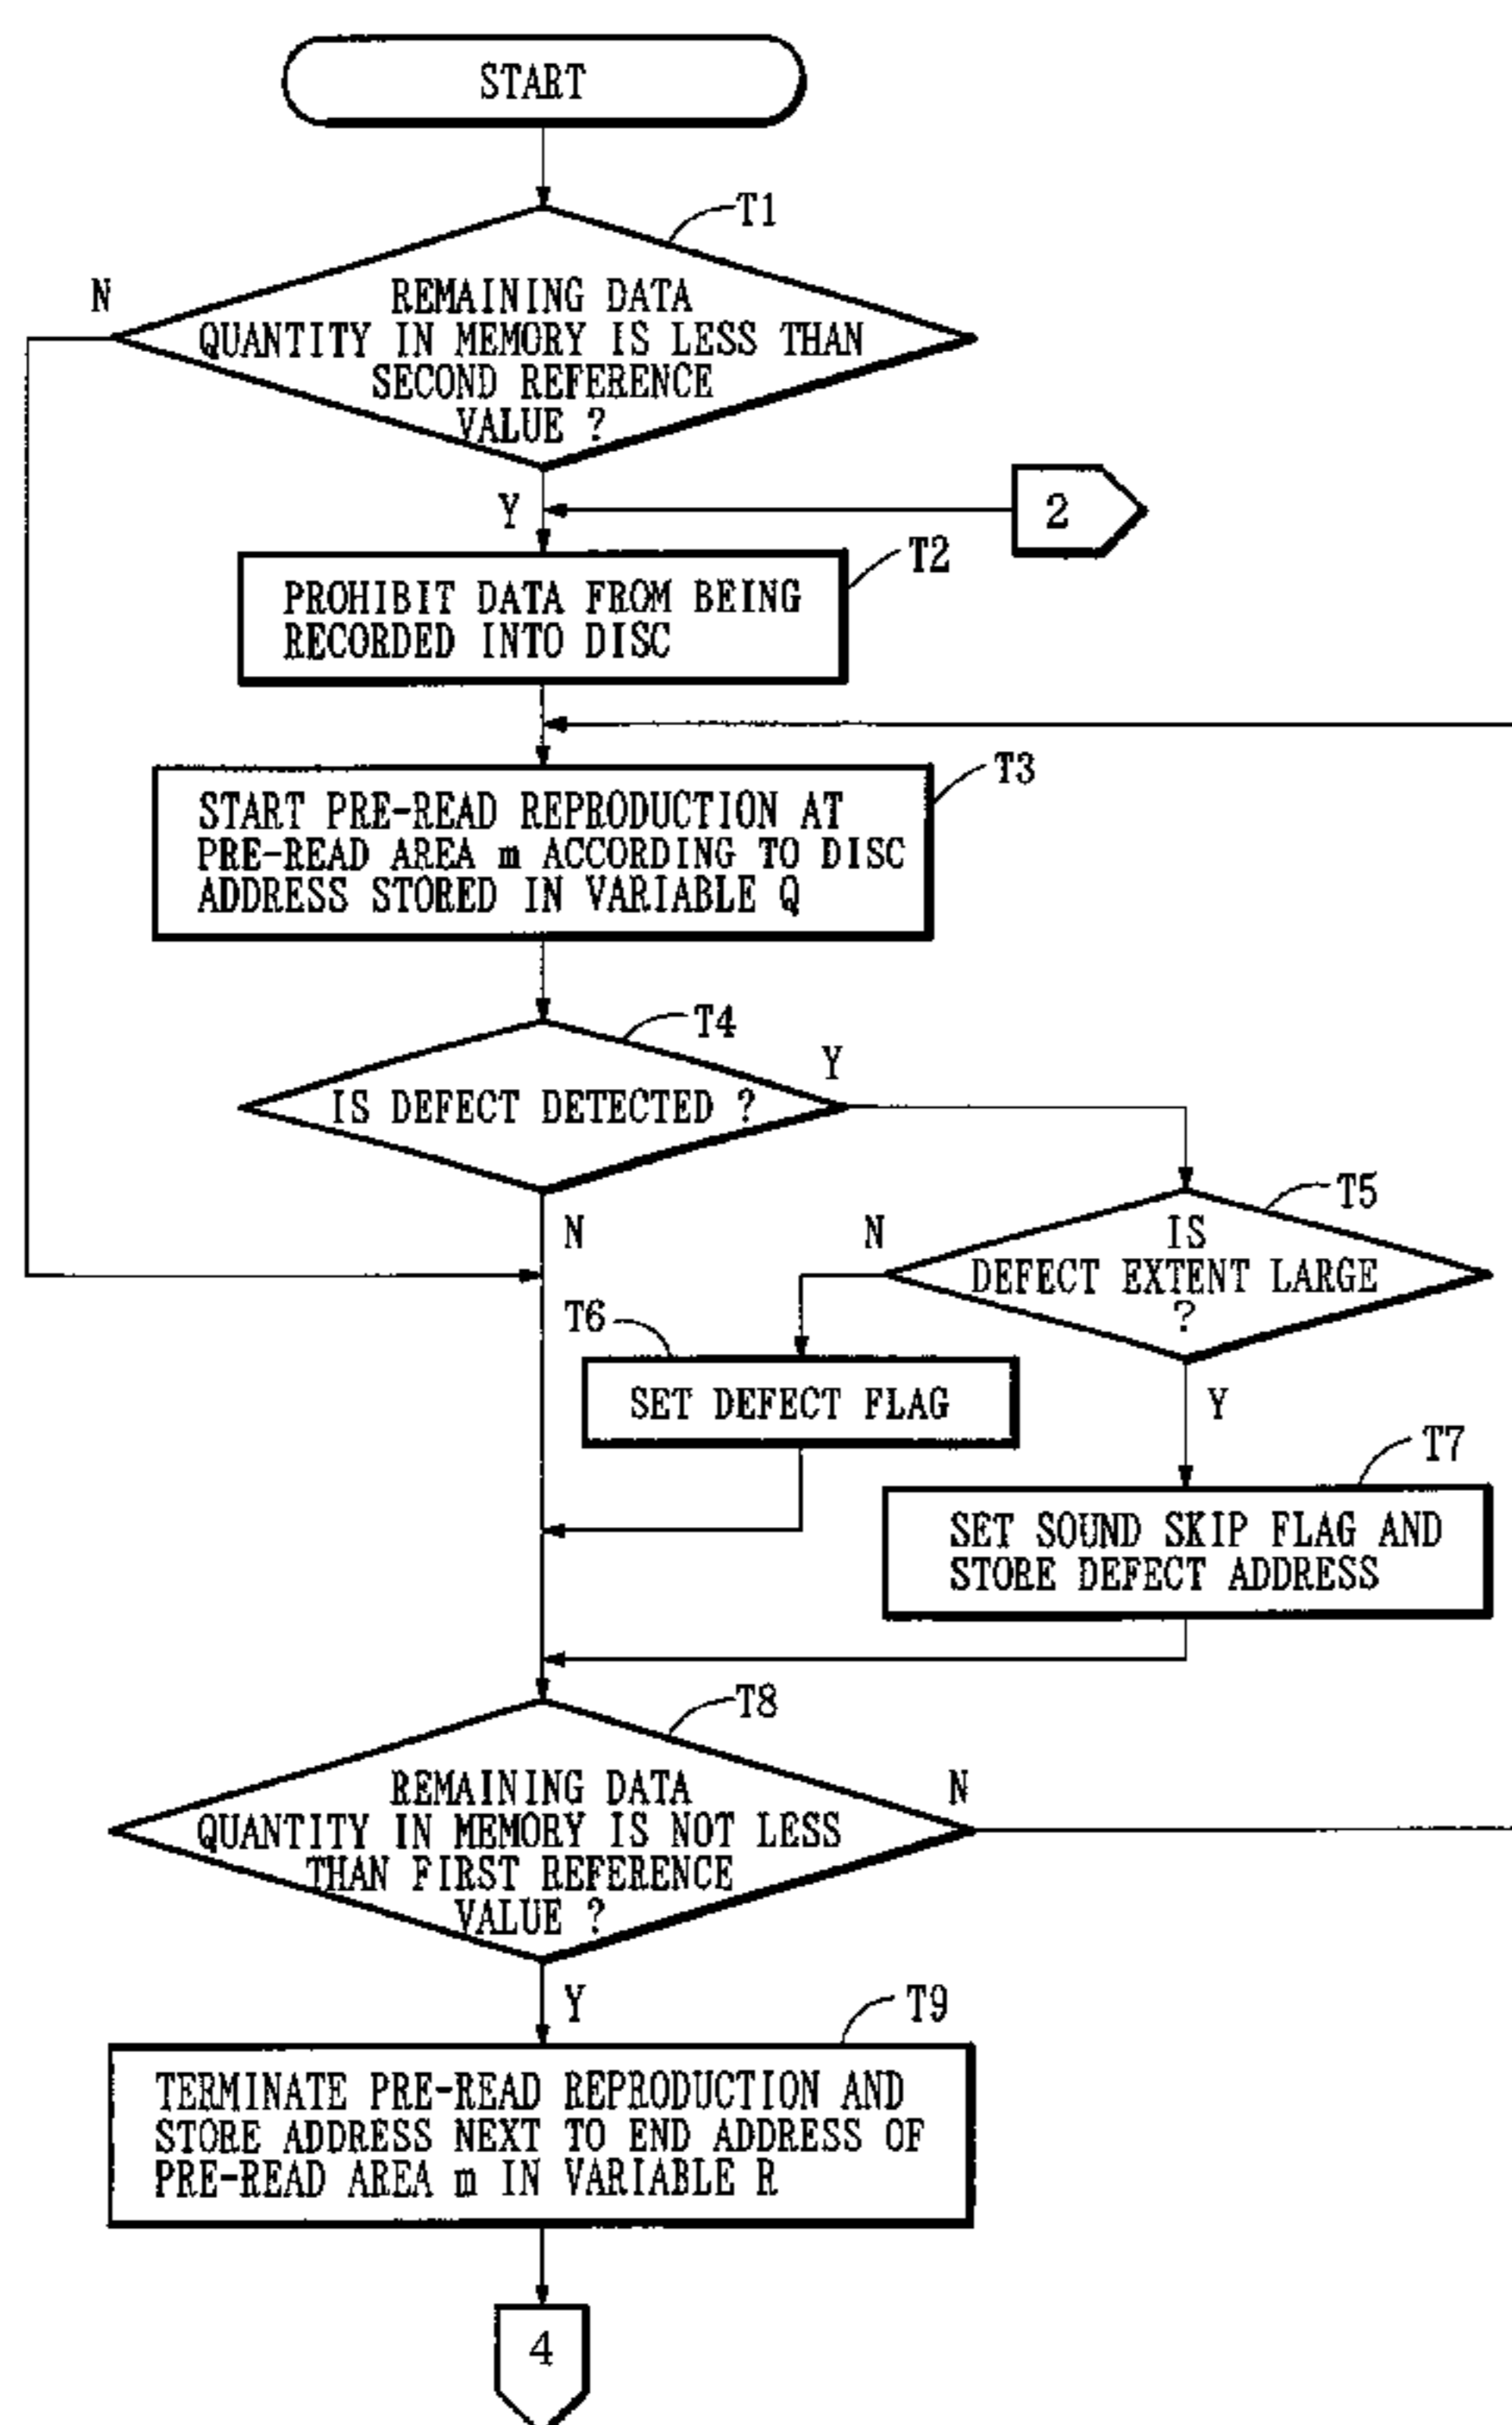 START
T1
N
REMAINING DATA
QUANTITY IN MEMORY IS LESS THAN
SECOND REFERENCE
VALUE ?
Y
2
T2
PROHIBIT DATA FROM BEING
RECORDED INTO DISC
T3
START PRE-READ REPRODUCTION AT
PRE-READ AREA m ACCORDING TO DISC
ADDRESS STORED IN VARIABLE Q
T4
Y
IS DEFECT DETECTED ?
N
T5
N
IS
DEFECT EXTENT LARGE
?
T6
SET DEFECT FLAG
Y
T7
SET SOUND SKIP FLAG AND
STORE DEFECT ADDRESS
T8
REMAINING DATA
QUANTITY IN MEMORY IS NOT LESS
THAN FIRST REFERENCE
VALUE ?
N
Y
T9
TERMINATE PRE-READ REPRODUCTION AND
STORE ADDRESS NEXT TO END ADDRESS OF
PRE-READ AREA m IN VARIABLE R
4